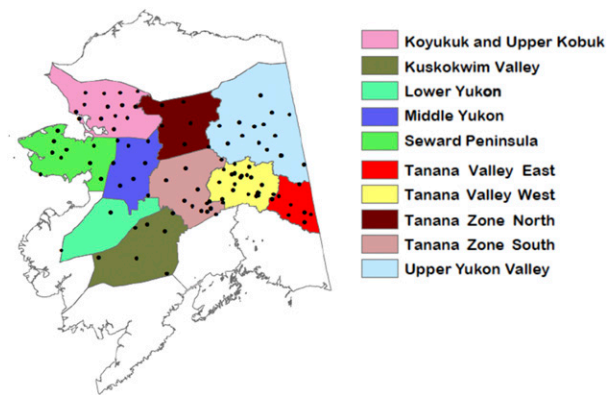 Koyukuk and Upper Kobuk
Kuskokwim Valley
Lower Yukon
Middle Yukon
Seward Peninsula
Tanana Valley East
Tanana Valley West
Tanana Zone North
Tanana Zone South
Upper Yukon Valley